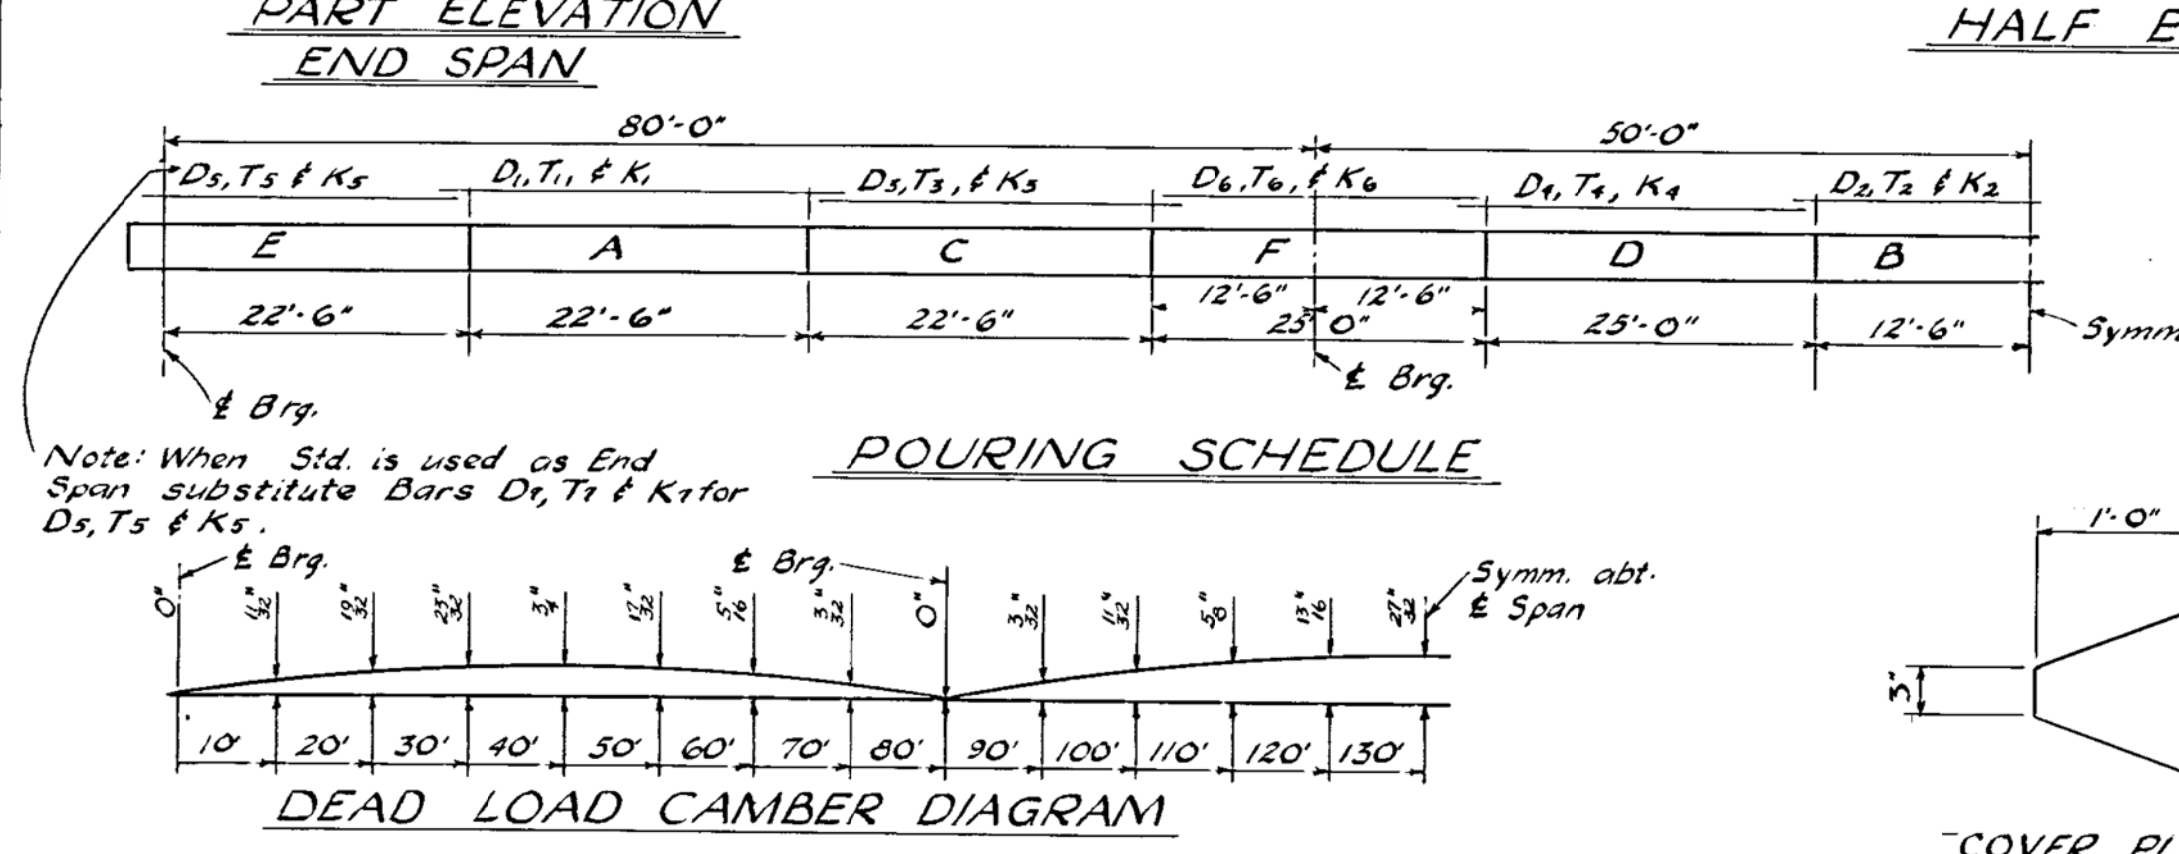 PART ELEVATION
END SPAN
HALF E
80'-0" 50'-0"
D5, T5 & K5 D1, T1, & K1 D3, T3, & K3 D6, T6, & K6 D4, T4, K4 D2, T2 & K2
E A C F D B
12'-6" 12'-6"
22'-6" 22'-6" 22'-6" 25'-0" 25'-0" 12'-6"
Symm
℄ Brg. ℄ Brg.
POURING SCHEDULE
Note: When Std. is used as End
Span substitute Bars D7, T7 & K7 for
D5, T5 & K5.
1'-0"
℄ Brg. ℄ Brg. Symm. abt.
℄ Span
0" 11/32" 19/32" 23/32" 3/4" 17/32" 5/16" 3/32" 0" 3/32" 11/32" 5/8" 13/16" 27/32"
3"
10' 20' 30' 40' 50' 60' 70' 80' 90' 100' 110' 120' 130'
DEAD LOAD CAMBER DIAGRAM
COVER PL